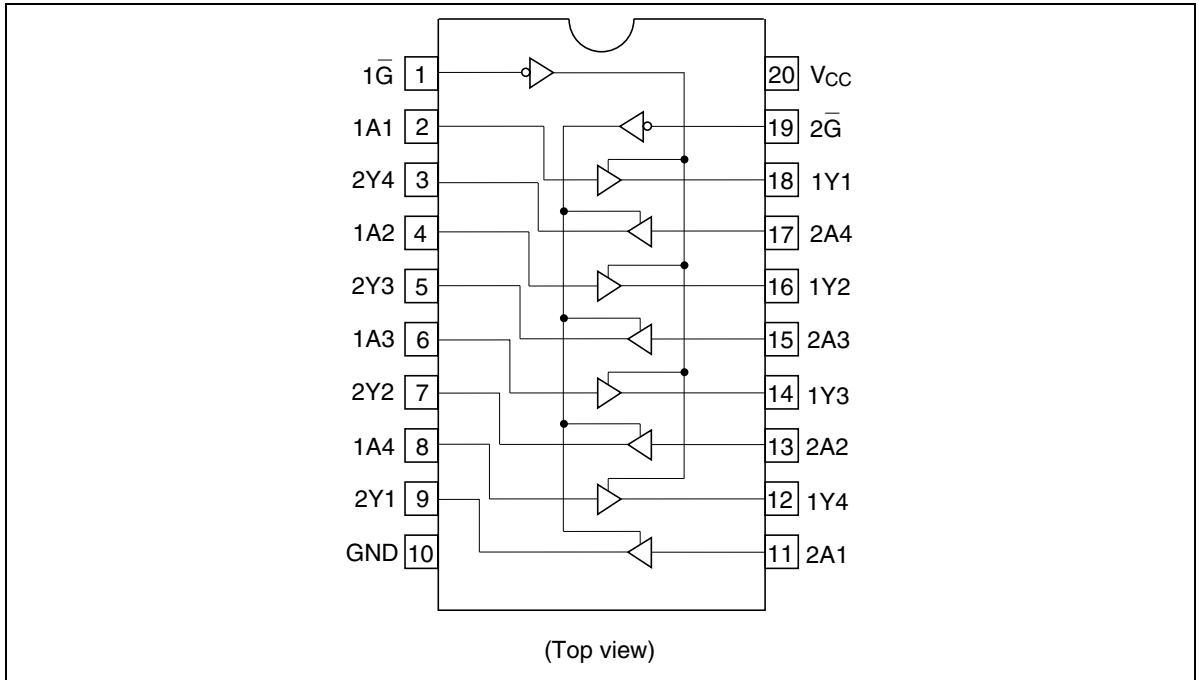 1G̅ 1 20 VCC
1A1 2 19 2G̅
2Y4 3 18 1Y1
1A2 4 17 2A4
2Y3 5 16 1Y2
1A3 6 15 2A3
2Y2 7 14 1Y3
1A4 8 13 2A2
2Y1 9 12 1Y4
GND 10 11 2A1
(Top view)